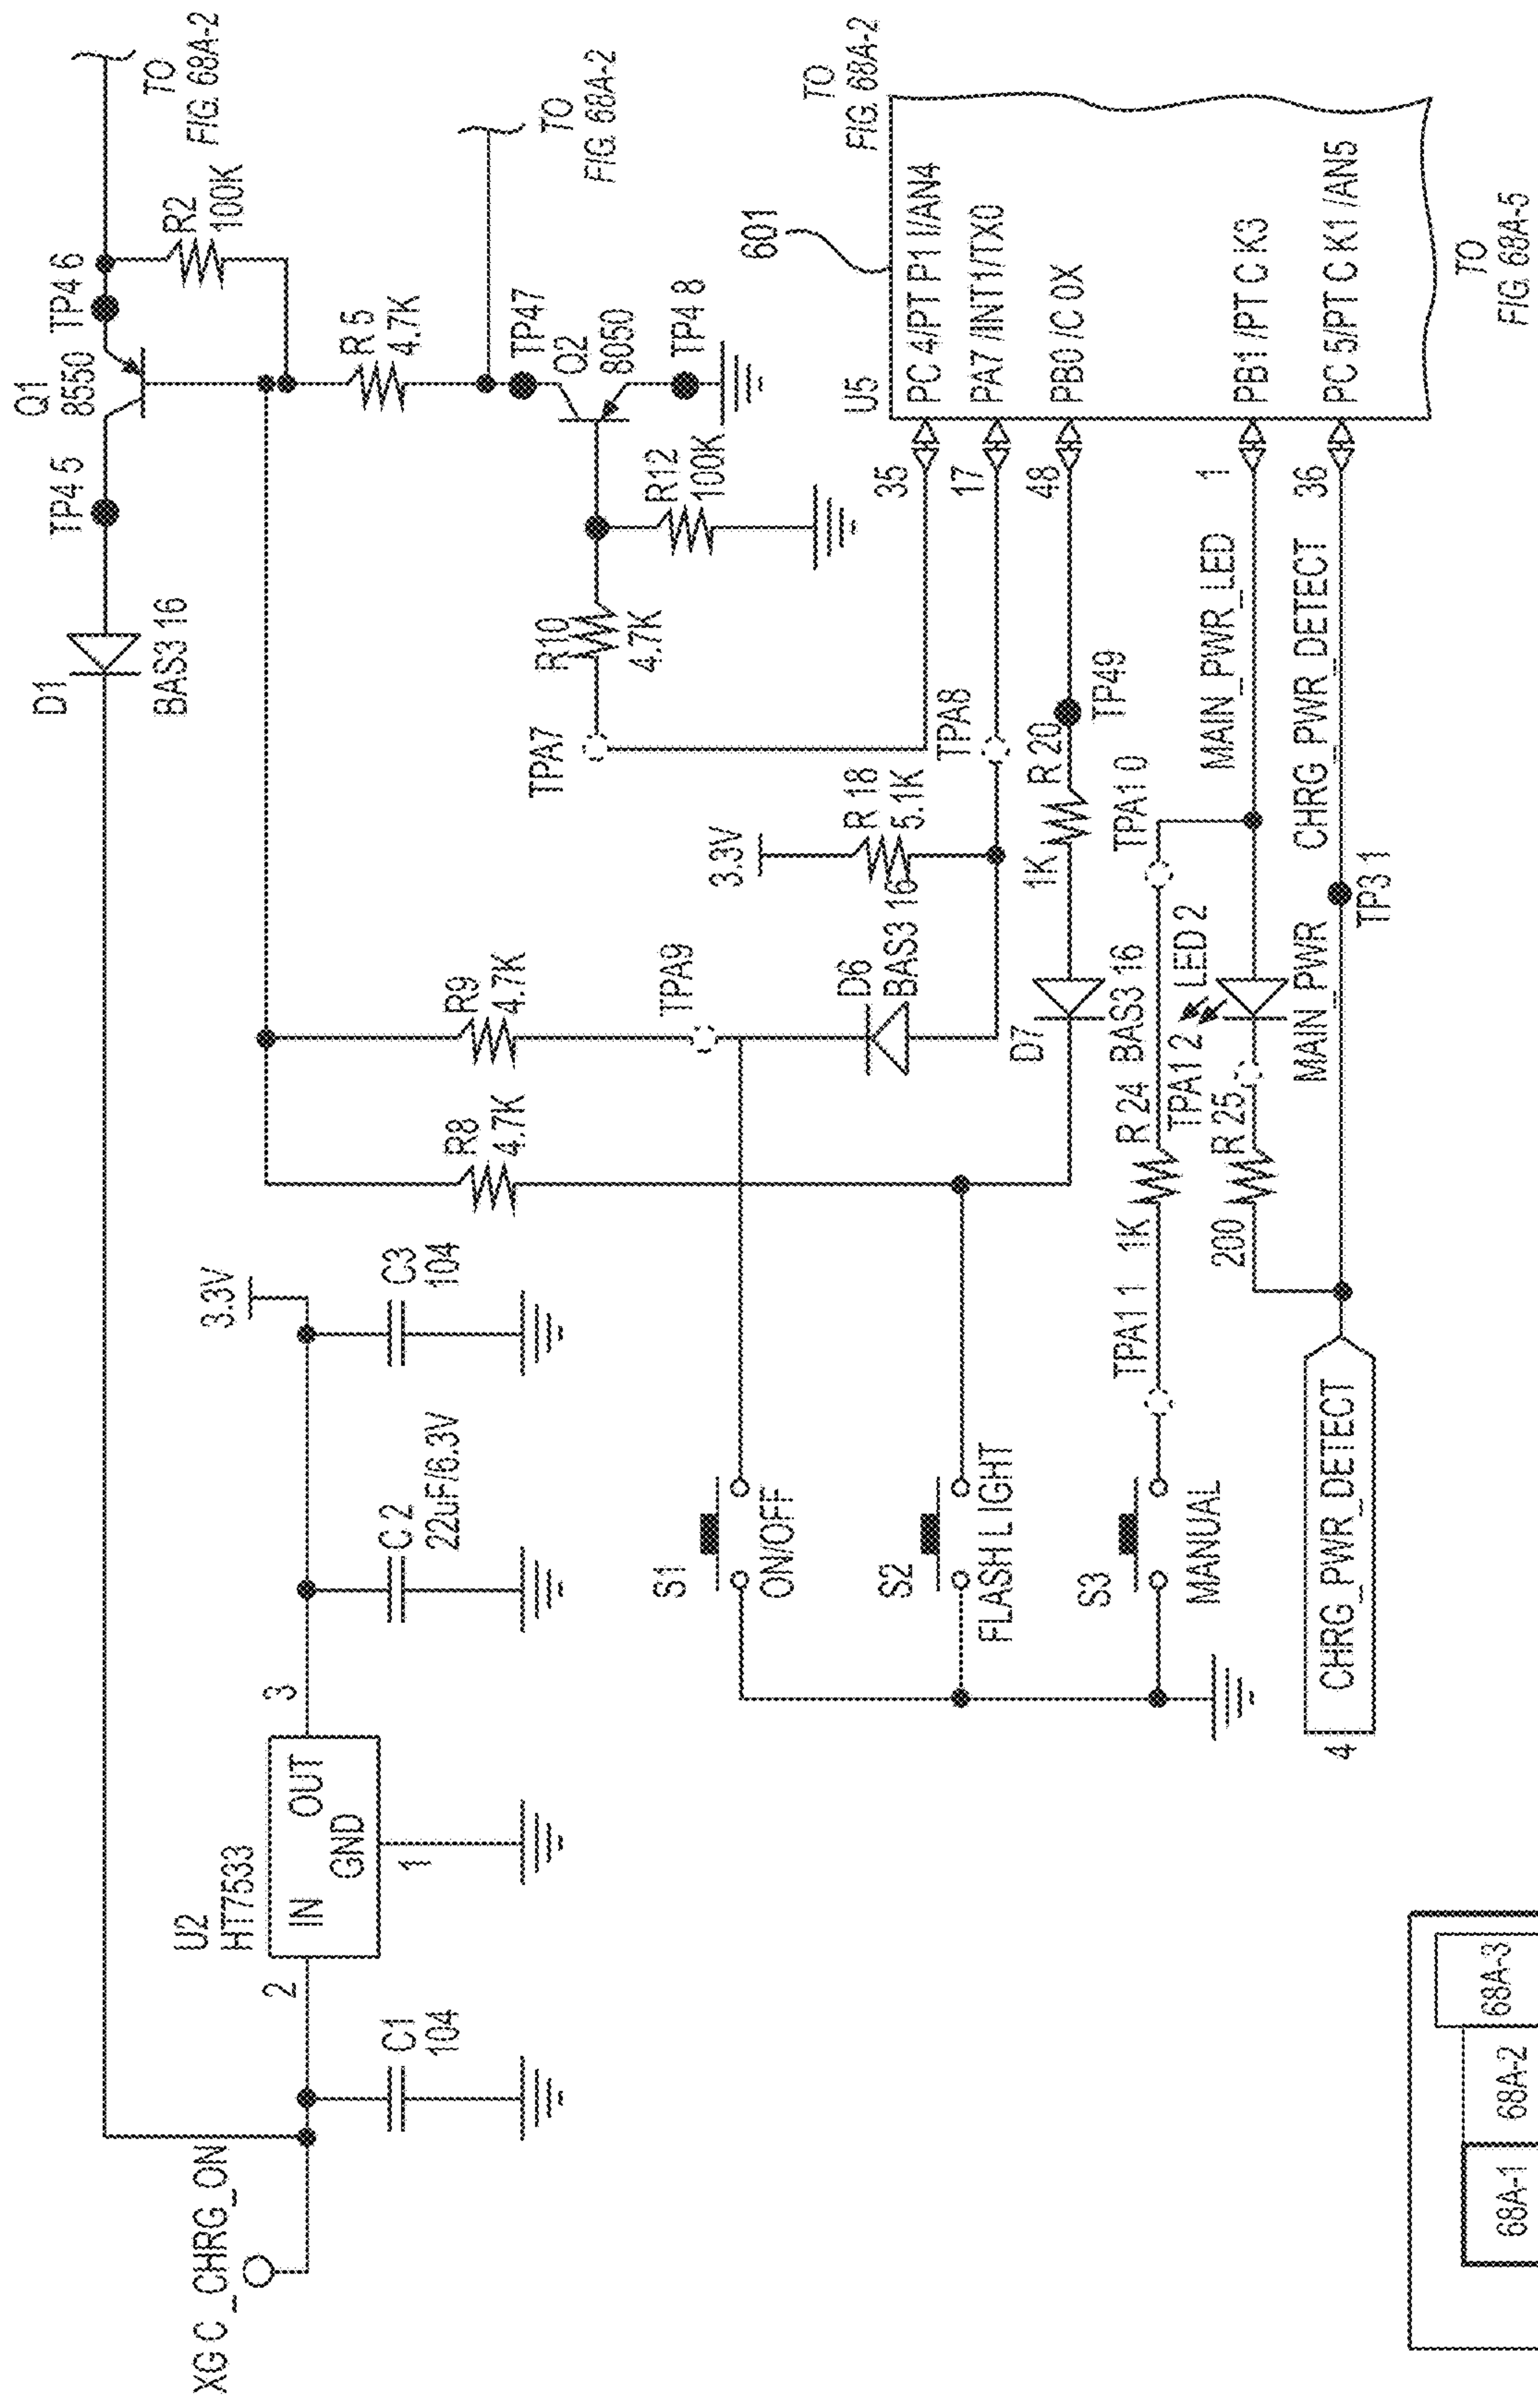 XG C _CHRG_ON
U2
HT7533
IN
OUT
GND
2
3
1
C1
104
C 2
22uF/6.3V
C3
104
3.3V
D1
BAS3 16
TP4 5
Q1
8550
TP4 6
TO
FIG. 68A-2
R2
100K
R 5
4.7K
TO
FIG. 68A-2
TP47
Q2
8050
TP4 8
R12
100K
R10
4.7K
TPA7
R8
4.7K
R9
4.7K
TPA9
3.3V
R 18
5.1K
D6
BAS3 16
TPA8
S1
ON/OFF
S2
FLASH LIGHT
S3
MANUAL
D7
BAS3 16
1K
R 20
TP49
TPA1 0
TPA1 1
1K
R 24
TPA1 2
LED 2
200
R 25
MAIN_PWR
MAIN_PWR_LED
CHRG_PWR_DETECT
TP3 1
4
CHRG_PWR_DETECT
35
17
48
1
36
U5
601
TO
FIG. 68A-2
PC 4/PT P1 I/AN4
PA7 /INT1/TX0
PB0 /C 0X
PB1 /PT C K3
PC 5/PT C K1 /AN5
TO
FIG. 68A-5
68A-1
68A-2
68A-3